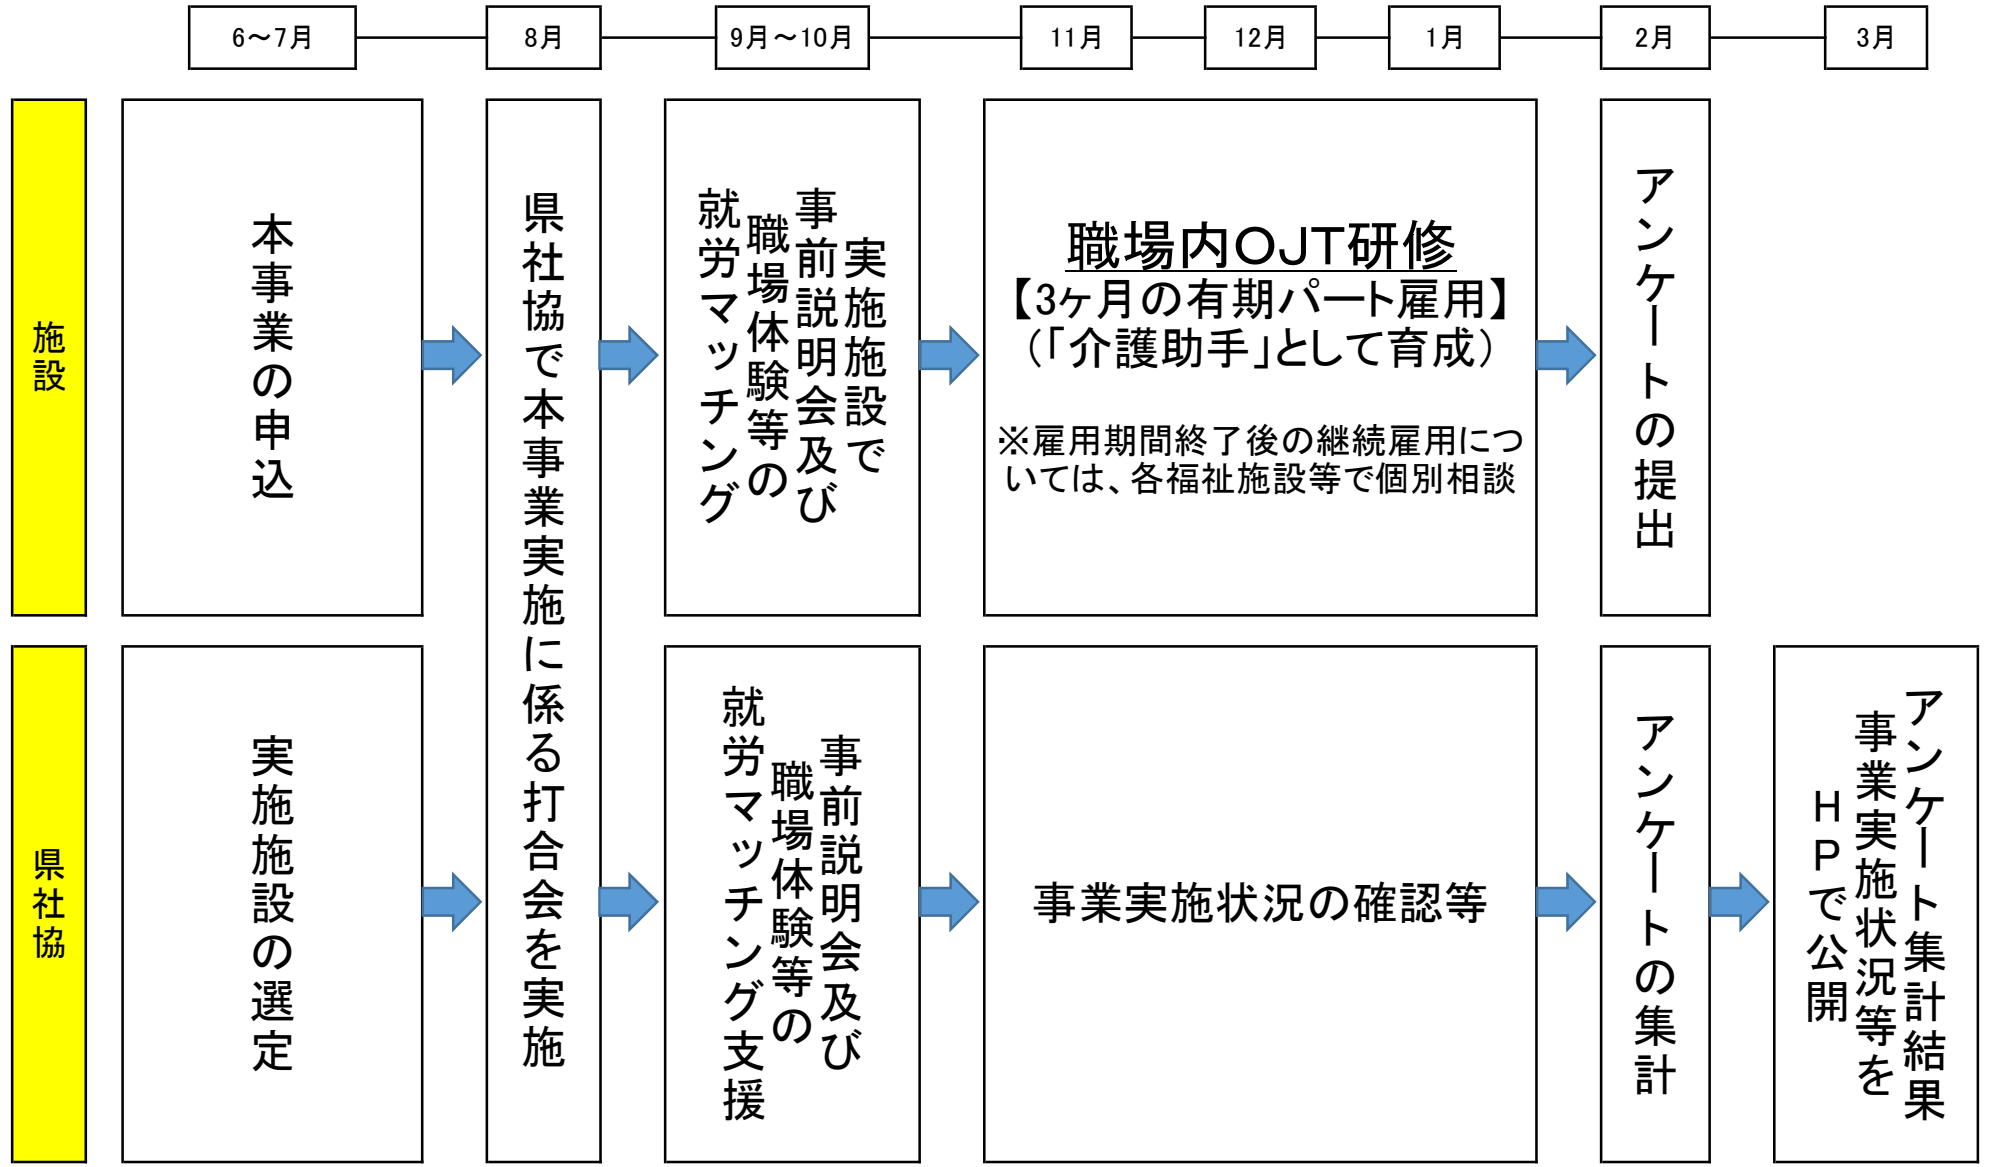 6～7月
8月
9月～10月
11月
12月
1月
2月
3月
施設
本事業の申込
県社協で本事業実施に係る打合会を実施
実施施設で
事前説明会及び
職場体験等の
就労マッチング
職場内OJT研修
【3ヶ月の有期パート雇用】
（「介護助手」として育成）
※雇用期間終了後の継続雇用につ
いては、各福祉施設等で個別相談
アンケートの提出
県社協
実施施設の選定
事前説明会及び
職場体験等の
就労マッチング支援
事業実施状況の確認等
アンケートの集計
アンケート集計結果
事業実施状況等を
HPで公開